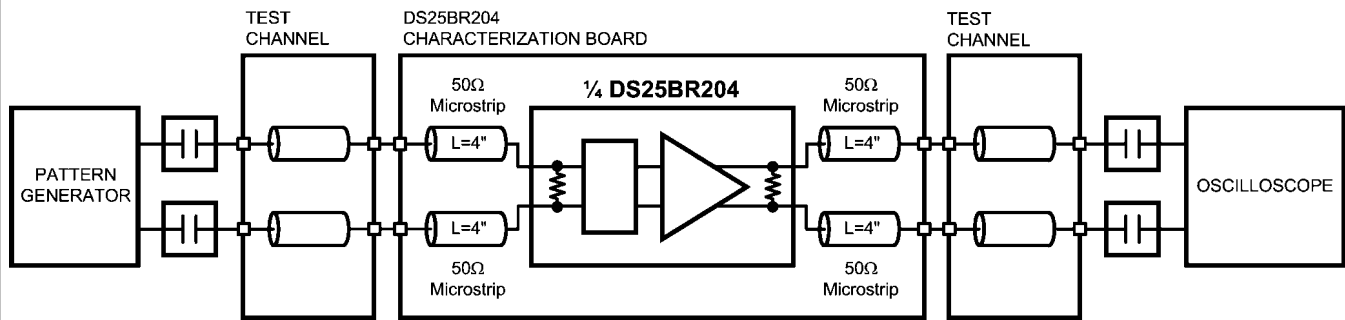 TEST
CHANNEL
DS25BR204
CHARACTERIZATION BOARD
TEST
CHANNEL
50Ω
Microstrip
¼ DS25BR204
50Ω
Microstrip
L=4"
L=4"
PATTERN
GENERATOR
OSCILLOSCOPE
L=4"
L=4"
50Ω
Microstrip
50Ω
Microstrip